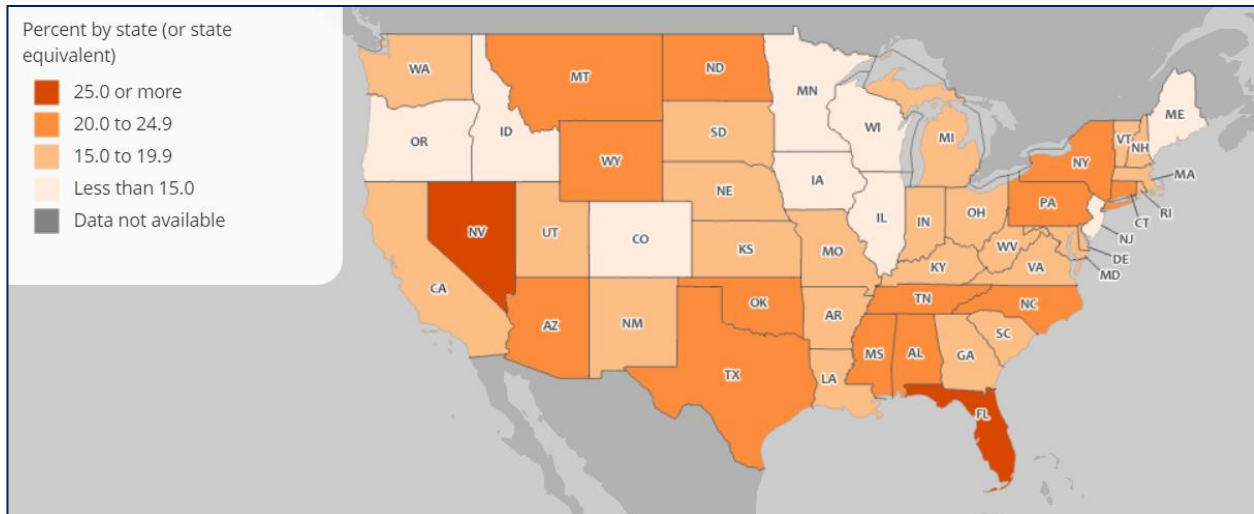 Percent by state (or state
equivalent)
25.0 or more
20.0 to 24.9
15.0 to 19.9
Less than 15.0
Data not available
WA
MT
ND
MN
ME
OR
ID
WI
VT
NH
SD
MI
NY
WY
MA
IA
NE
PA
RI
CT
NV
UT
CO
IL
IN
OH
NJ
KS
MO
WV
DE
CA
KY
VA
MD
OK
TN
NC
AZ
NM
AR
SC
MS
AL
GA
TX
LA
FL